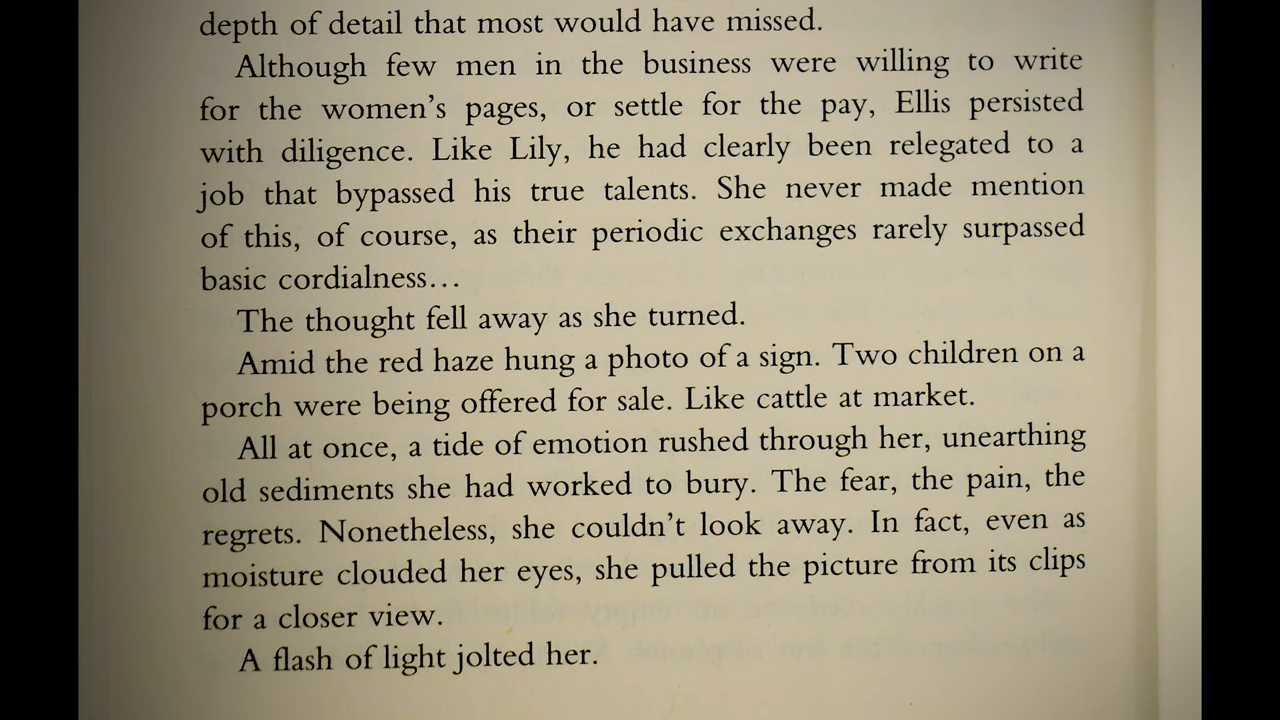 depth of detail that most would have missed.
Although few men in the business were willing to write
for the women's pages, or settle for the pay, Ellis persisted
with diligence. Like Lily, he had clearly been relegated to a
job that bypassed his true talents. She never made mention
of this, of course, as their periodic exchanges rarely surpassed
basic cordialness…
The thought fell away as she turned.
Amid the red haze hung a photo of a sign. Two children on a
porch were being offered for sale. Like cattle at market.
All at once, a tide of emotion rushed through her, unearthing
old sediments she had worked to bury. The fear, the pain, the
regrets. Nonetheless, she couldn't look away. In fact, even as
moisture clouded her eyes, she pulled the picture from its clips
for a closer view.
A flash of light jolted her.